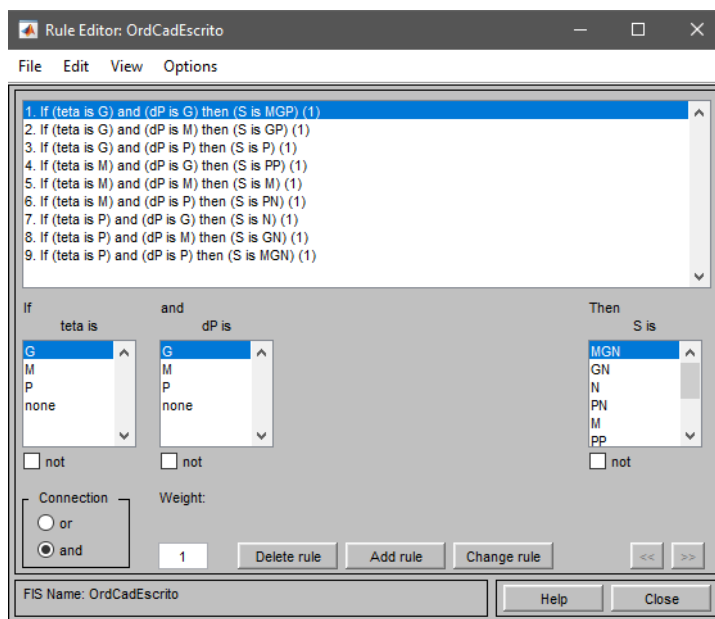 Rule Editor: OrdCadEscrito
File Edit View Options
1. If (teta is G) and (dP is G) then (S is MGP) (1)
2. If (teta is G) and (dP is M) then (S is GP) (1)
3. If (teta is G) and (dP is P) then (S is P) (1)
4. If (teta is M) and (dP is G) then (S is PP) (1)
5. If (teta is M) and (dP is M) then (S is M) (1)
6. If (teta is M) and (dP is P) then (S is PN) (1)
7. If (teta is P) and (dP is G) then (S is N) (1)
8. If (teta is P) and (dP is M) then (S is GN) (1)
9. If (teta is P) and (dP is P) then (S is MGN) (1)
If and Then
teta is dP is S is
G G MGN
M M GN
P P N
none none PN
M
PP
not not not
Connection Weight:
or
and 1 Delete rule Add rule Change rule << >>
FIS Name: OrdCadEscrito Help Close